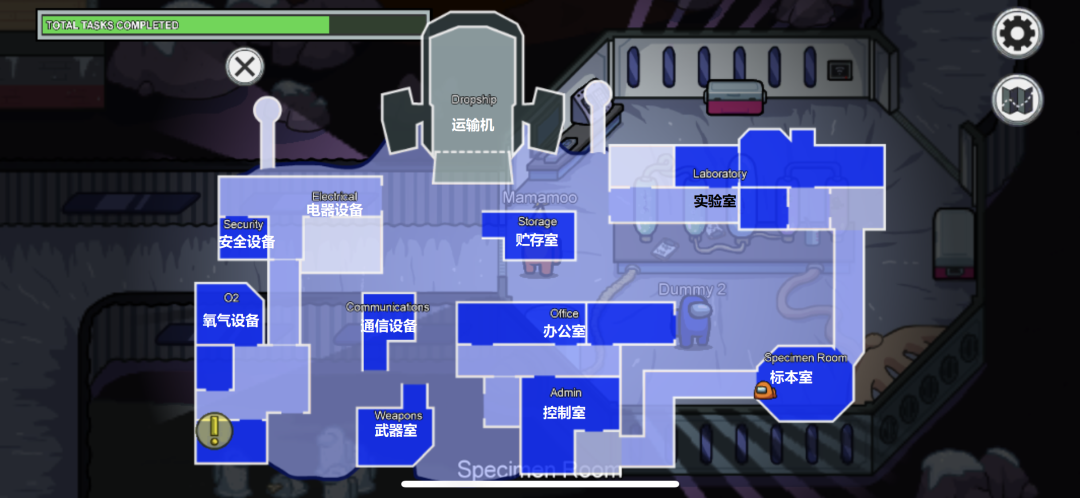 TOTAL TASKS COMPLETED
Dropship
运输机
Laboratory
实验室
Electrical
电器设备
Mamamoo
Security
安全设备
Storage
贮存室
O2
氧气设备
Dummy 2
Communications
通信设备
Office
办公室
Specimen Room
标本室
Admin
控制室
Weapons
武器室
Specimen Room